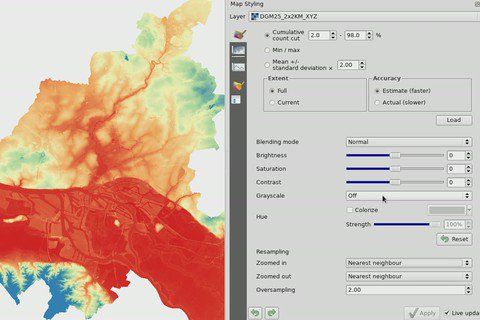 Map Styling
Layer DGM25_2x2KM_XYZ
Cumulative count cut 2.0 - 98.0 %
Min / max
Mean +/- standard deviation × 2.00
Extent Accuracy
Full Estimate (faster)
Current Actual (slower)
Load
Blending mode Normal
Brightness 0
Saturation 0
Contrast 0
Grayscale Off
Hue Colorize
Strength 100%
Reset
Resampling
Zoomed in Nearest neighbour
Zoomed out Nearest neighbour
Oversampling 2.00
Apply Live upda